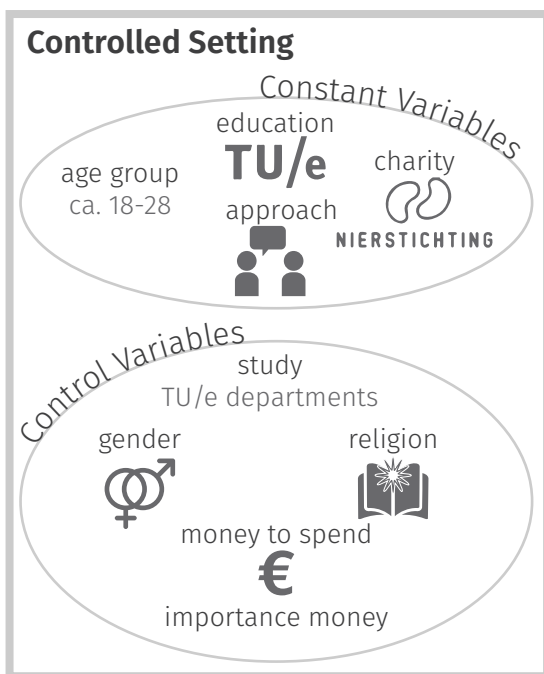 Controlled Setting
Constant Variables
education
TU/e
age group
ca. 18-28
charity
approach
NIERSTICHTING
Control Variables
study
TU/e departments
gender
religion
money to spend
€
importance money